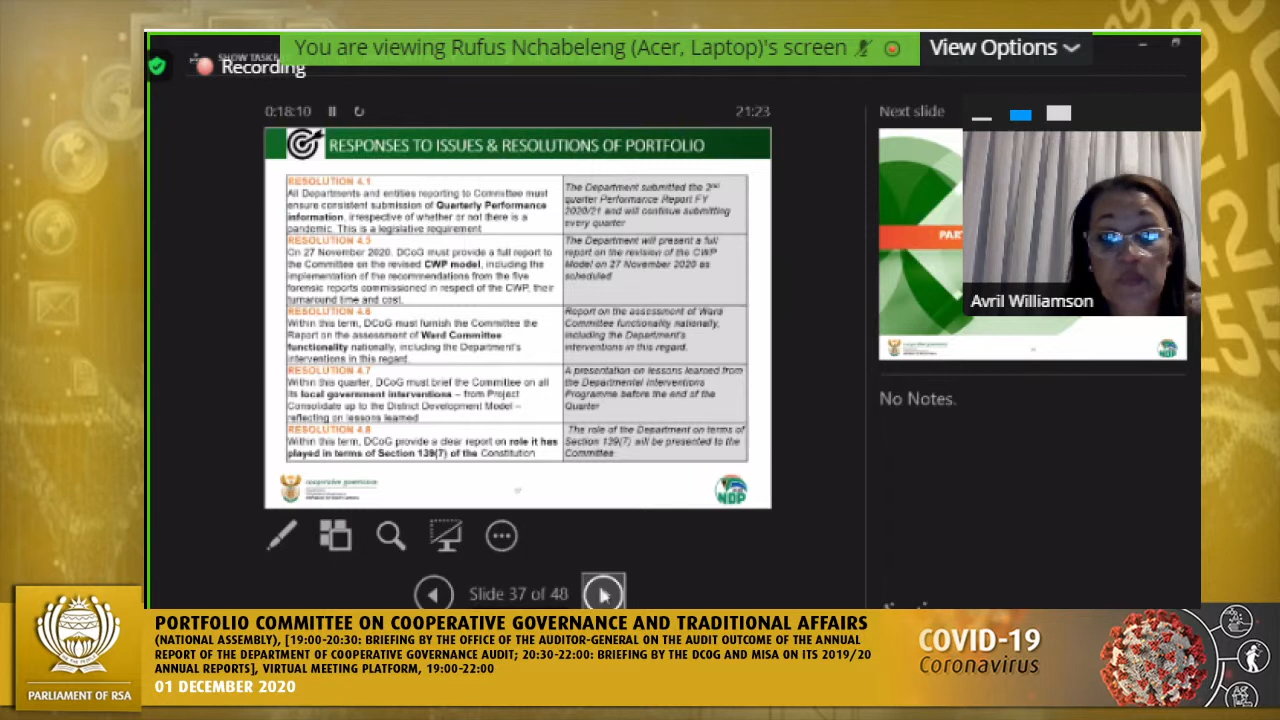 You are viewing Rufus Nchabeleng (Acer, Laptop)'s screen
View Options
SHOW TASKB
Recording
0:18:10
21:23
Next slide
RESPONSES TO ISSUES & RESOLUTIONS OF PORTFOLIO
RESOLUTION 4.1
All Departments and entities reporting to Committee must
ensure consistent submission of Quarterly Performance
information, irrespective of whether or not there is a
pandemic. This is a legislative requirement
The Department submitted the 2nd
quarter Performance Report FY
2020/21 and will continue submitting
every quarter
RESOLUTION 4.5
On 27 November 2020, DCoG must provide a full report to
the Committee on the revised CWP model, including the
implementation of the recommendations from the five
forensic reports commissioned in respect of the CWP, their
turnaround time and cost.
The Department will present a full
report on the revision of the CWP
Model on 27 November 2020 as
scheduled
RESOLUTION 4.6
Within this term, DCoG must furnish the Committee the
Report on the assessment of Ward Committee
functionality nationally, including the Department's
interventions in this regard.
Report on the assessment of Ward
Committee functionality nationally,
including the Department's
interventions in this regard.
RESOLUTION 4.7
Within this quarter, DCoG must brief the Committee on all
its local government interventions – from Project
Consolidate up to the District Development Model –
reflecting on lessons learned
A presentation on lessons learned from
the Departmental Interventions
Programme before the end of the
Quarter
RESOLUTION 4.8
Within this term, DCoG provide a clear report on role it has
played in terms of Section 139(7) of the Constitution
The role of the Department on terms of
Section 139(7) will be presented to the
Committee
cooperative governance
NDP
PART
Avril Williamson
No Notes.
Slide 37 of 48
PARLIAMENT OF RSA
PORTFOLIO COMMITTEE ON COOPERATIVE GOVERNANCE AND TRADITIONAL AFFAIRS
(NATIONAL ASSEMBLY), [19:00-20:30: BRIEFING BY THE OFFICE OF THE AUDITOR-GENERAL ON THE AUDIT OUTCOME OF THE ANNUAL
REPORT OF THE DEPARTMENT OF COOPERATIVE GOVERNANCE AUDIT; 20:30-22:00: BRIEFING BY THE DCOG AND MISA ON ITS 2019/20
ANNUAL REPORTS], VIRTUAL MEETING PLATFORM, 19:00-22:00
01 DECEMBER 2020
COVID-19
Coronavirus